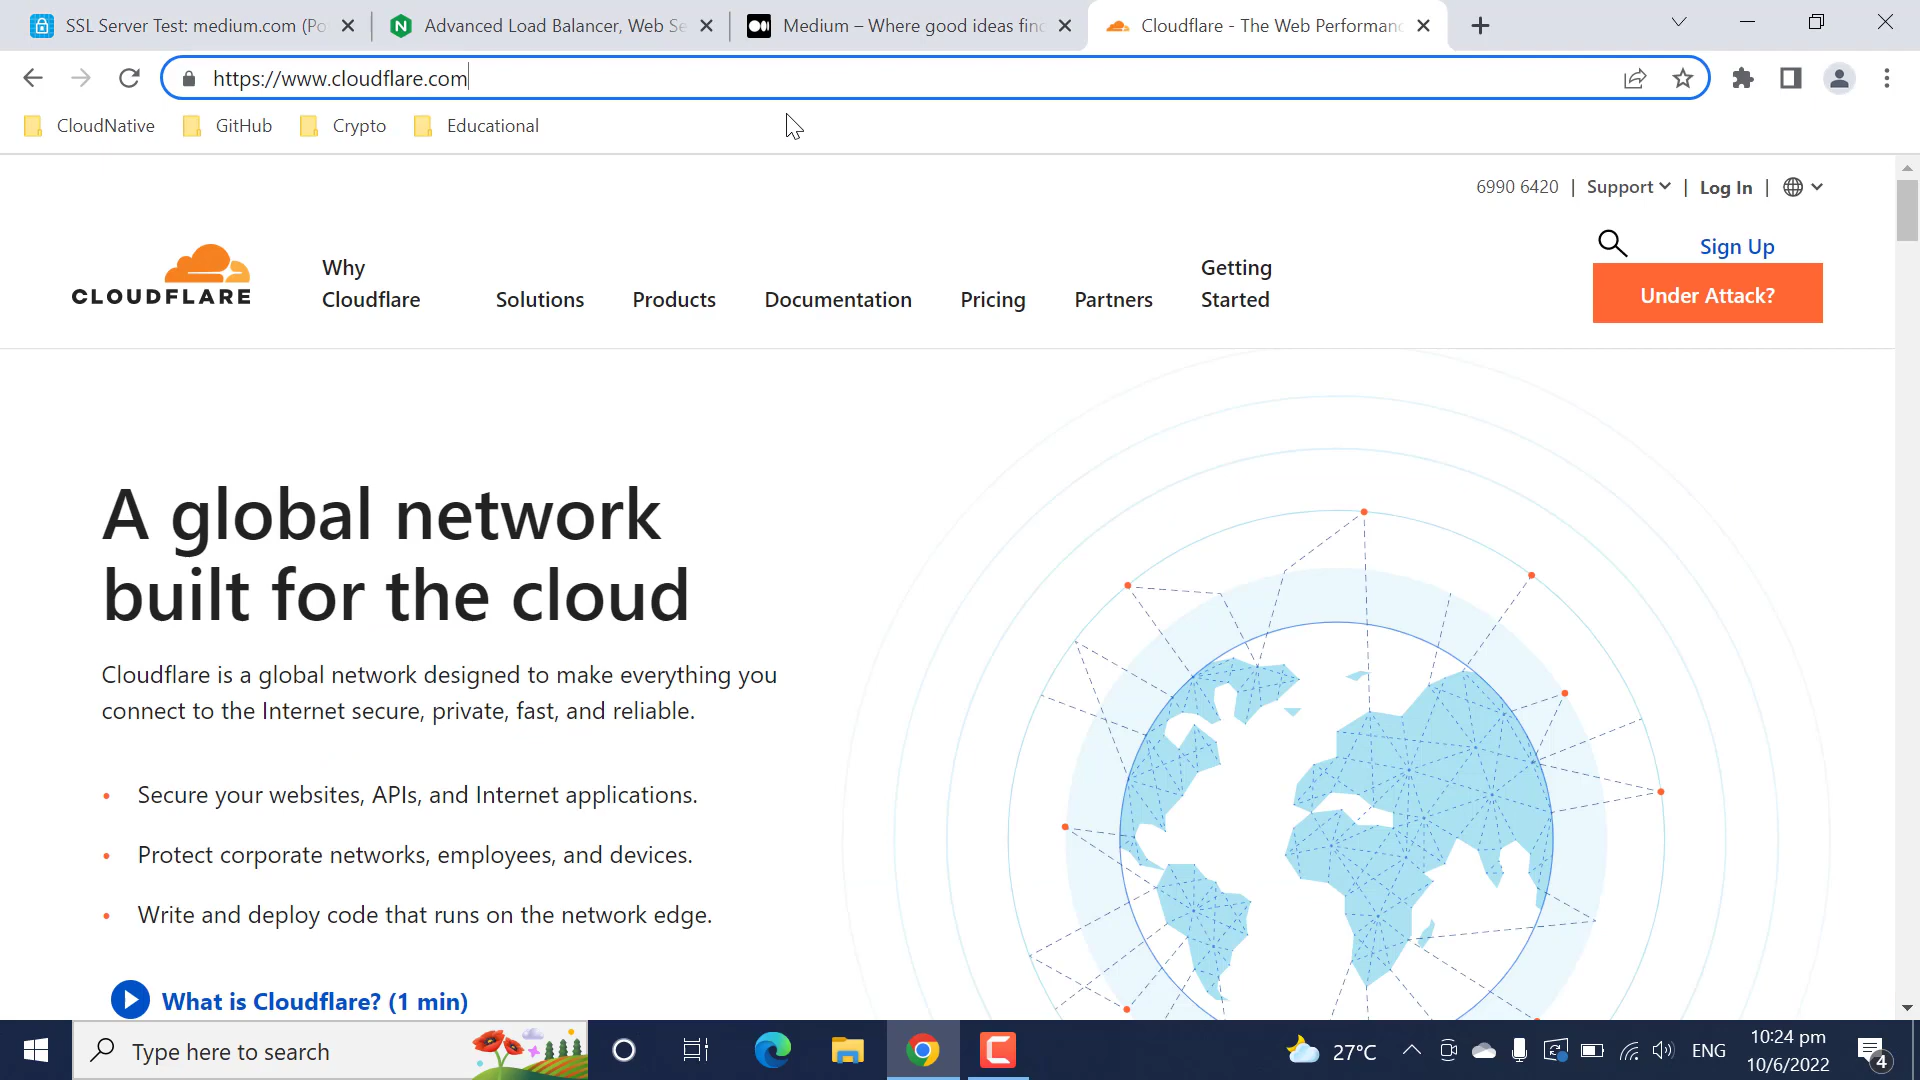 SSL Server Test: medium.com (Po
Advanced Load Balancer, Web Se
Medium – Where good ideas find
Cloudflare - The Web Performanc
https://www.cloudflare.com
CloudNative
GitHub
Crypto
Educational
6990 6420 | Support | Log In |
CLOUDFLARE
Why
Cloudflare
Solutions
Products
Documentation
Pricing
Partners
Getting
Started
Sign Up
Under Attack?
A global network
built for the cloud
Cloudflare is a global network designed to make everything you
connect to the Internet secure, private, fast, and reliable.
• Secure your websites, APIs, and Internet applications.
• Protect corporate networks, employees, and devices.
• Write and deploy code that runs on the network edge.
What is Cloudflare? (1 min)
Type here to search
27°C
ENG
10:24 pm
10/6/2022
4